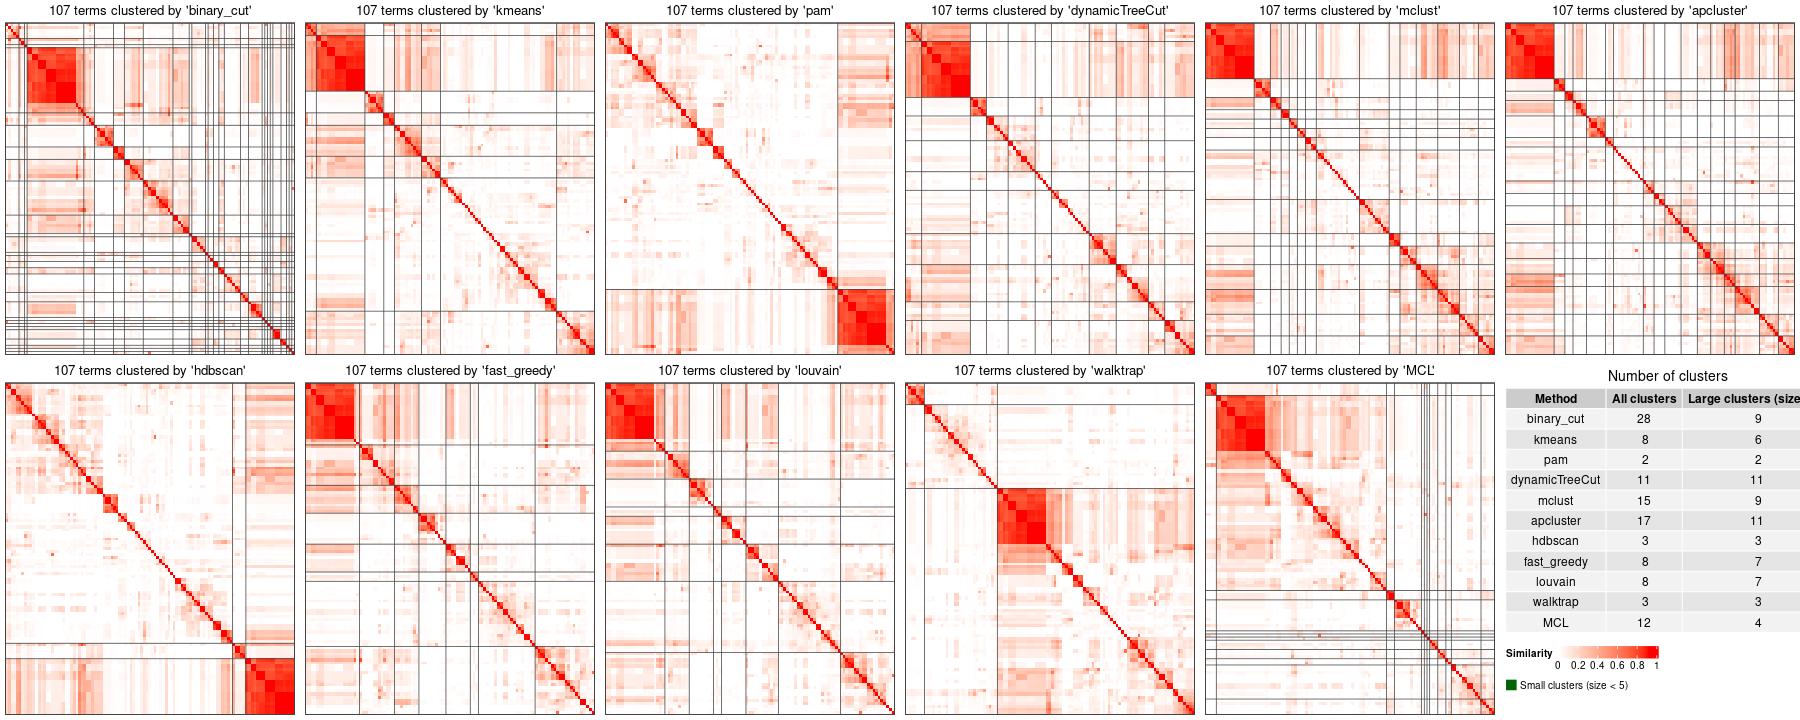 107 terms clustered by 'binary_cut'
107 terms clustered by 'kmeans'
107 terms clustered by 'pam'
107 terms clustered by 'dynamicTreeCut'
107 terms clustered by 'mclust'
107 terms clustered by 'apcluster'
107 terms clustered by 'hdbscan'
107 terms clustered by 'fast_greedy'
107 terms clustered by 'louvain'
107 terms clustered by 'walktrap'
107 terms clustered by 'MCL'
Number of clusters
Method All clusters Large clusters (size
binary_cut 28 9
kmeans 8 6
pam 2 2
dynamicTreeCut 11 11
mclust 15 9
apcluster 17 11
hdbscan 3 3
fast_greedy 8 7
louvain 8 7
walktrap 3 3
MCL 12 4
Similarity
0 0.2 0.4 0.6 0.8 1
Small clusters (size < 5)